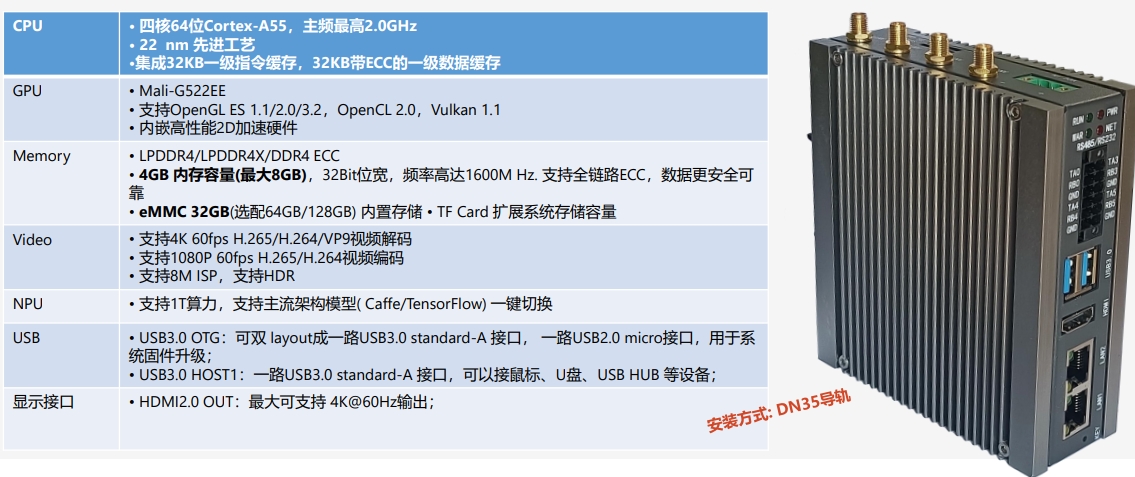 CPU
• 四核64位Cortex-A55，主频最高2.0GHz
• 22 nm 先进工艺
•集成32KB一级指令缓存，32KB带ECC的一级数据缓存
GPU
• Mali-G522EE
• 支持OpenGL ES 1.1/2.0/3.2，OpenCL 2.0，Vulkan 1.1
• 内嵌高性能2D加速硬件
Memory
• LPDDR4/LPDDR4X/DDR4 ECC
• 4GB 内存容量(最大8GB)，32Bit位宽，频率高达1600M Hz. 支持全链路ECC，数据更安全可
靠
• eMMC 32GB(选配64GB/128GB) 内置存储 • TF Card 扩展系统存储容量
Video
• 支持4K 60fps H.265/H.264/VP9视频解码
• 支持1080P 60fps H.265/H.264视频编码
• 支持8M ISP，支持HDR
NPU
• 支持1T算力，支持主流架构模型( Caffe/TensorFlow) 一键切换
USB
• USB3.0 OTG：可双 layout成一路USB3.0 standard-A 接口， 一路USB2.0 micro接口，用于系
统固件升级；
• USB3.0 HOST1：一路USB3.0 standard-A 接口，可以接鼠标、U盘、USB HUB 等设备；
显示接口
• HDMI2.0 OUT：最大可支持 4K@60Hz输出；
安装方式: DN35导轨
RUN PWR
WAR NET
RS485/RS232
TA0 TA3
RB0 RB3
GND GND
TA4 TA5
RB4 RB5
GND GND
USB3.0
HDMI
LAN2
LAN1
KEY